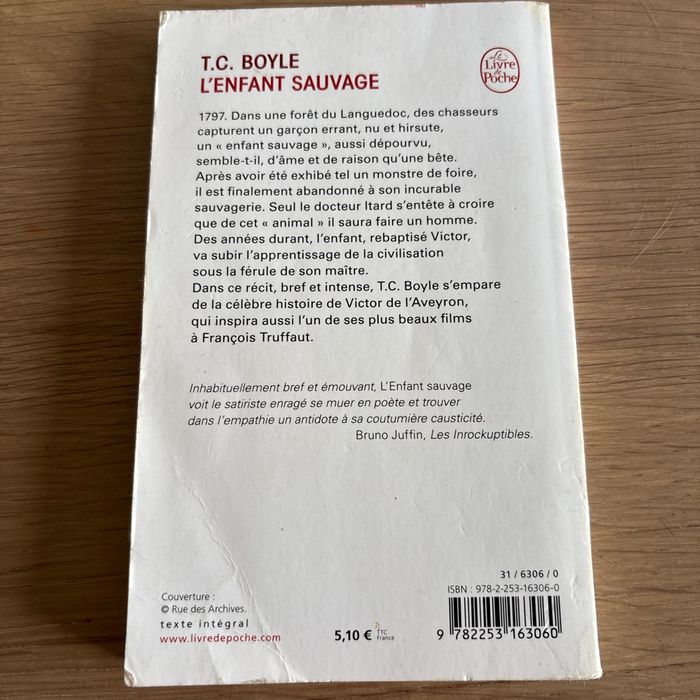 T.C. BOYLE
L'ENFANT SAUVAGE
Le
Livre
de
Poche
1797. Dans une forêt du Languedoc, des chasseurs
capturent un garçon errant, nu et hirsute,
un « enfant sauvage », aussi dépourvu,
semble-t-il, d'âme et de raison qu'une bête.
Après avoir été exhibé tel un monstre de foire,
il est finalement abandonné à son incurable
sauvagerie. Seul le docteur Itard s'entête à croire
que de cet « animal » il saura faire un homme.
Des années durant, l'enfant, rebaptisé Victor,
va subir l'apprentissage de la civilisation
sous la férule de son maître.
Dans ce récit, bref et intense, T.C. Boyle s'empare
de la célèbre histoire de Victor de l'Aveyron,
qui inspira aussi l'un de ses plus beaux films
à François Truffaut.
Inhabituellement bref et émouvant, L'Enfant sauvage
voit le satiriste enragé se muer en poète et trouver
dans l'empathie un antidote à sa coutumière causticité.
Bruno Juffin, Les Inrockuptibles.
Couverture :
© Rue des Archives.
texte intégral
www.livredepoche.com
5,10 € TTC
France
31 / 6306 / 0
ISBN : 978-2-253-16306-0
9 782253 163060